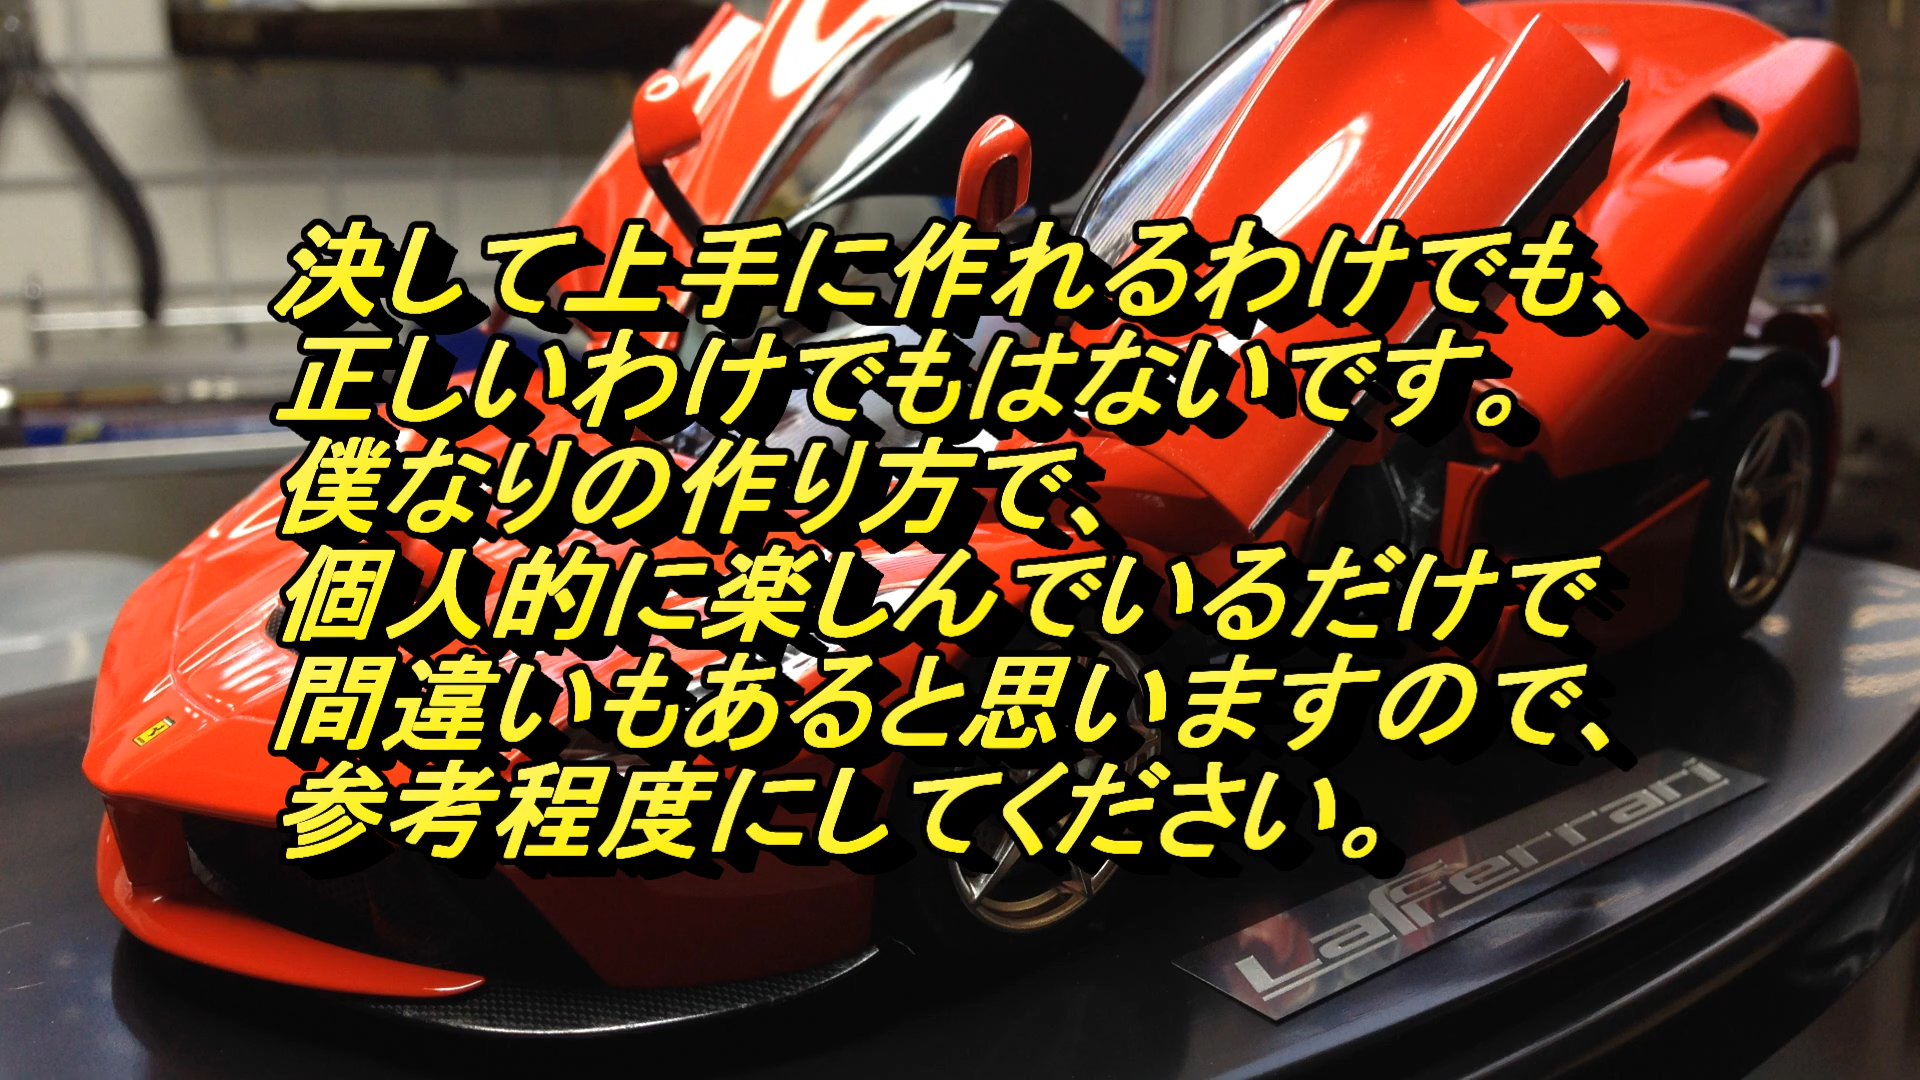 決して上手に作れるわけでも、
正しいわけでもはないです。
僕なりの作り方で、
個人的に楽しんでいるだけで
間違いもあると思いますので、
参考程度にしてください。
LaFerrari